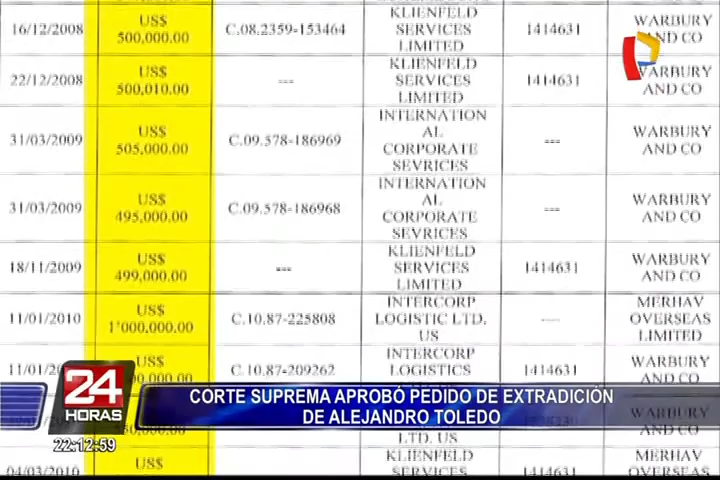 16/12/2008 US$ 500,000.00 C.08.2359-153464 KLIENFELD SERVICES LIMITED 1414631 WARBURY AND CO
22/12/2008 US$ 500,010.00 --- KLIENFELD SERVICES LIMITED 1414631 WARBURY AND CO
31/03/2009 US$ 505,000.00 C.09.578-186969 INTERNATION AL CORPORATE SEVRICES --- WARBURY AND CO
31/03/2009 US$ 495,000.00 C.09.578-186968 INTERNATION AL CORPORATE SEVRICES --- WARBURY AND CO
18/11/2009 US$ 499,000.00 --- KLIENFELD SERVICES LIMITED 1414631 WARBURY AND CO
11/01/2010 US$ 1'000,000.00 C.10.87-225808 INTERCORP LOGISTIC LTD. US ---- MERHAV OVERSEAS LIMITED
11/01 US$ C.10.87-209262 INTERCORP LOGISTICS 1414631 WARBURY AND CO
LTD. US WARBURY AND CO
04/03/2010 US$ KLIENFELD SERVICES 1414631 MERHAV OVERSEAS
24
HORAS
22:12:59
CORTE SUPREMA APROBÓ PEDIDO DE EXTRADICIÓN
DE ALEJANDRO TOLEDO